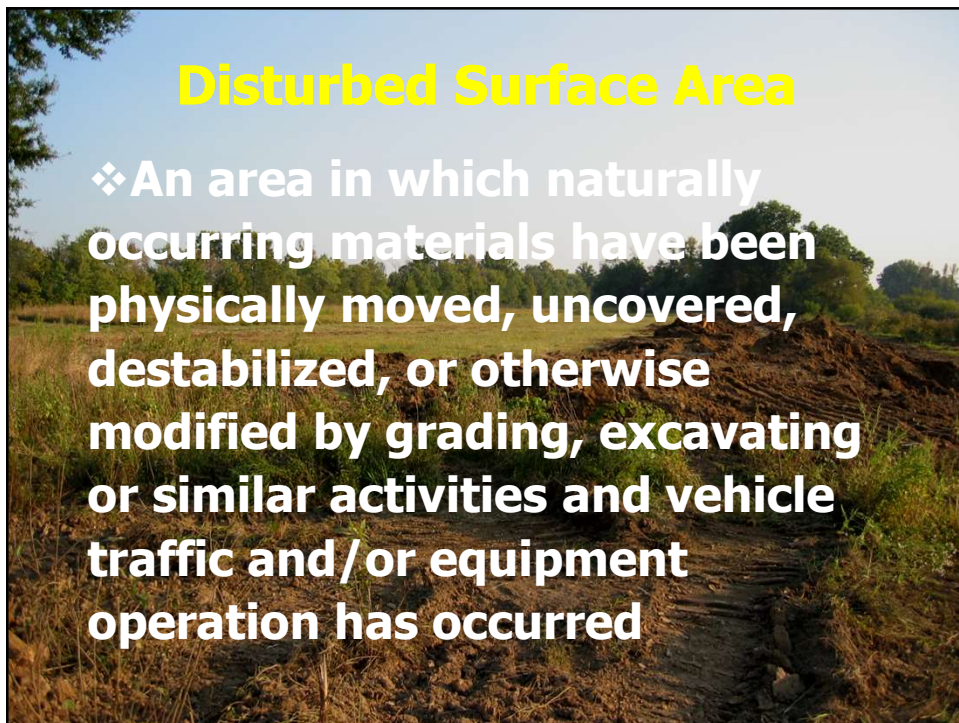 Disturbed Surface Area
❖An area in which naturally
occurring materials have been
physically moved, uncovered,
destabilized, or otherwise
modified by grading, excavating
or similar activities and vehicle
traffic and/or equipment
operation has occurred